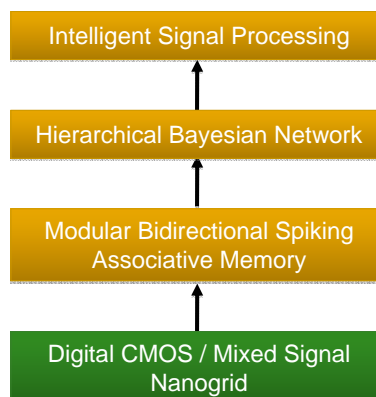 Intelligent Signal Processing
Hierarchical Bayesian Network
Modular Bidirectional Spiking
Associative Memory
Digital CMOS / Mixed Signal
Nanogrid